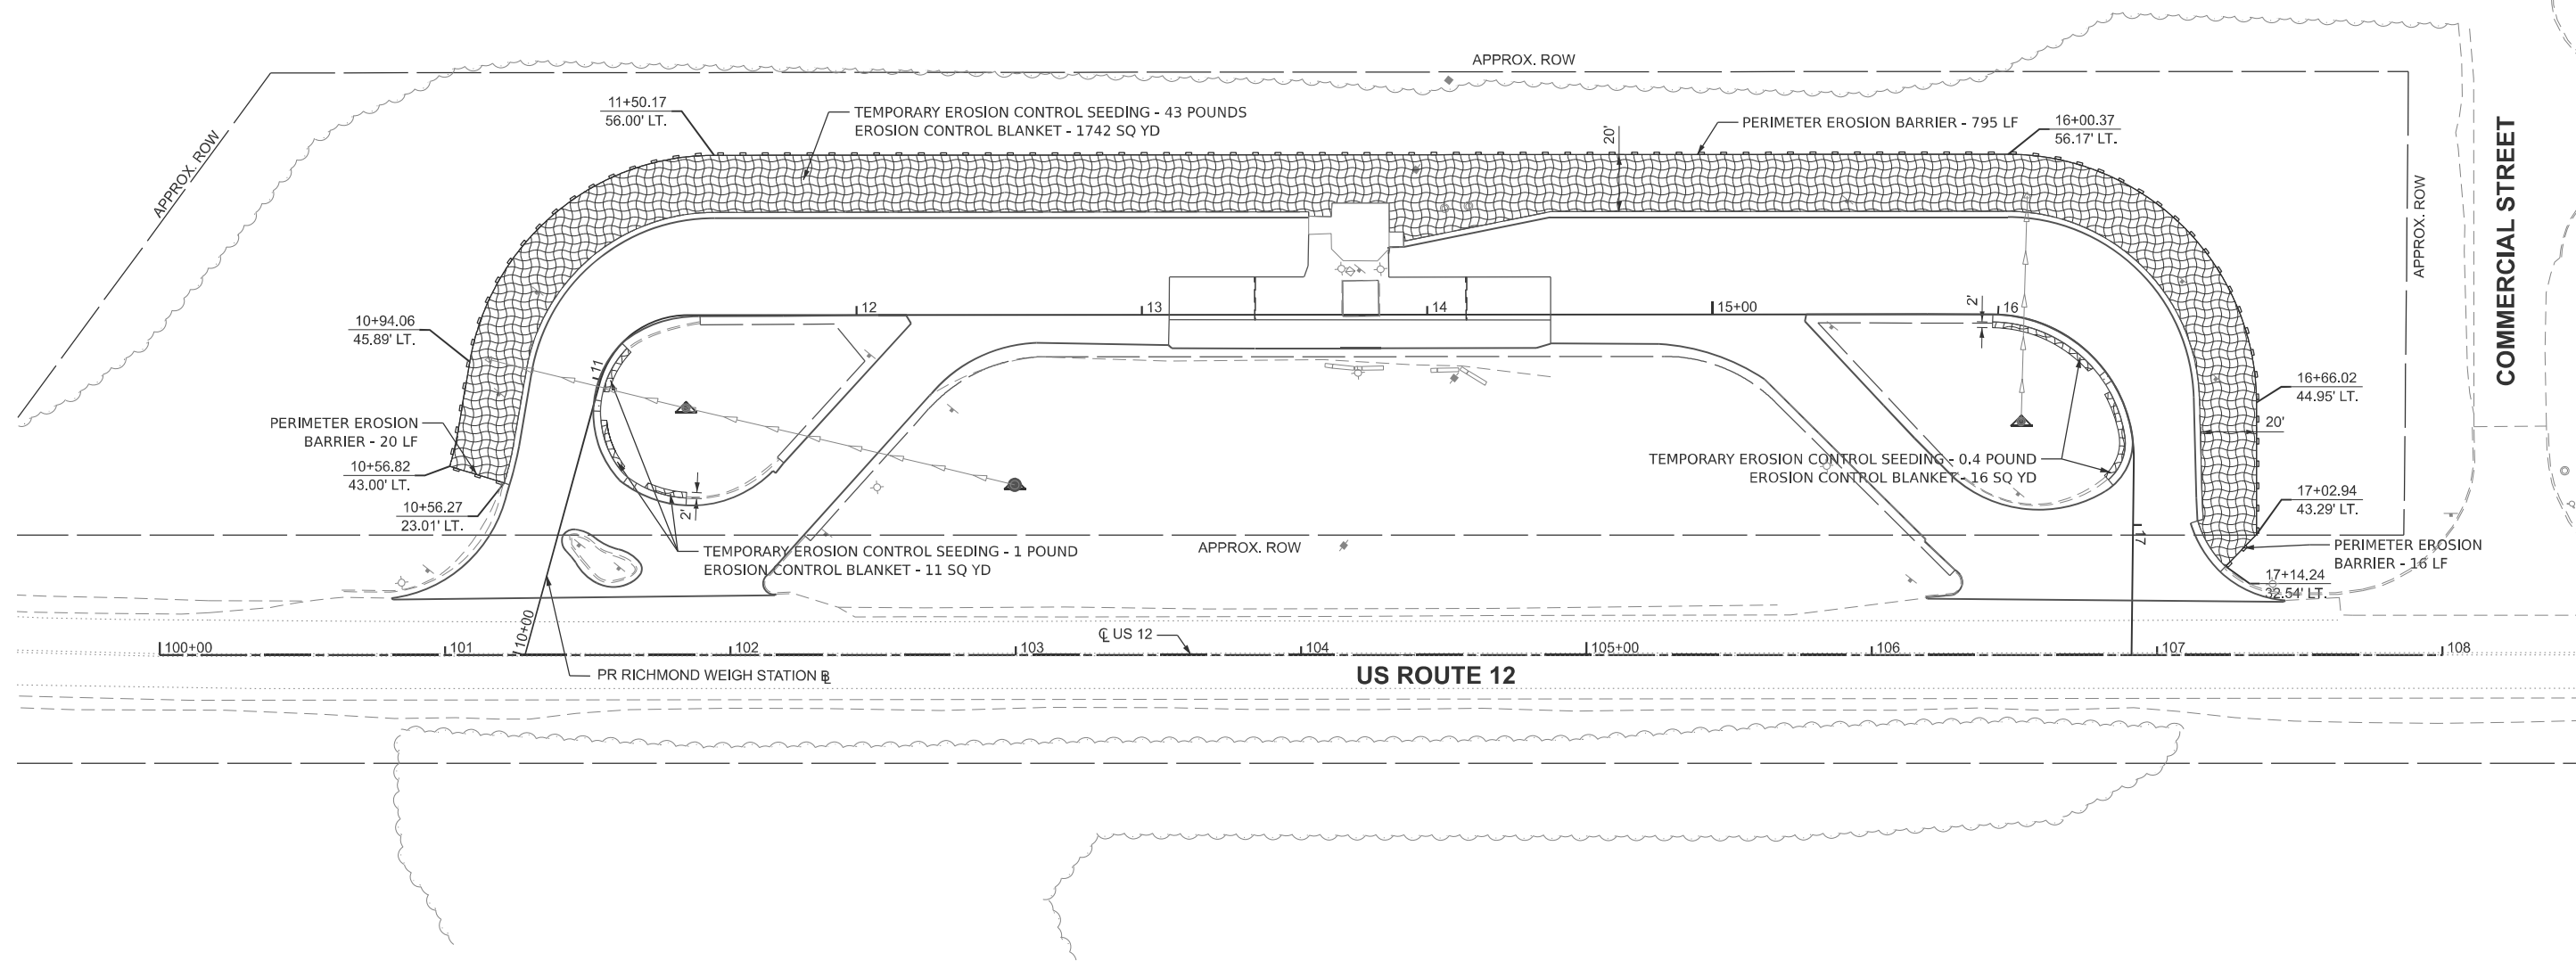 APPROX. ROW
11+50.17
56.00' LT.
TEMPORARY EROSION CONTROL SEEDING - 43 POUNDS
EROSION CONTROL BLANKET - 1742 SQ YD
20'
PERIMETER EROSION BARRIER - 795 LF
16+00.37
56.17' LT.
COMMERCIAL STREET
APPROX. ROW
APPROX. ROW
10+94.06
45.89' LT.
12
13
14
15+00
2'
16
11
16+66.02
44.95' LT.
20'
PERIMETER EROSION
BARRIER - 20 LF
10+56.82
43.00' LT.
10+56.27
23.01' LT.
2'
TEMPORARY EROSION CONTROL SEEDING - 0.4 POUND
EROSION CONTROL BLANKET - 16 SQ YD
17+02.94
43.29' LT.
17
TEMPORARY EROSION CONTROL SEEDING - 1 POUND
EROSION CONTROL BLANKET - 11 SQ YD
APPROX. ROW
PERIMETER EROSION
BARRIER - 16 LF
17+14.24
32.54' LT.
10+00
℄ US 12
100+00
101
102
103
104
105+00
106
107
108
PR RICHMOND WEIGH STATION BL
US ROUTE 12